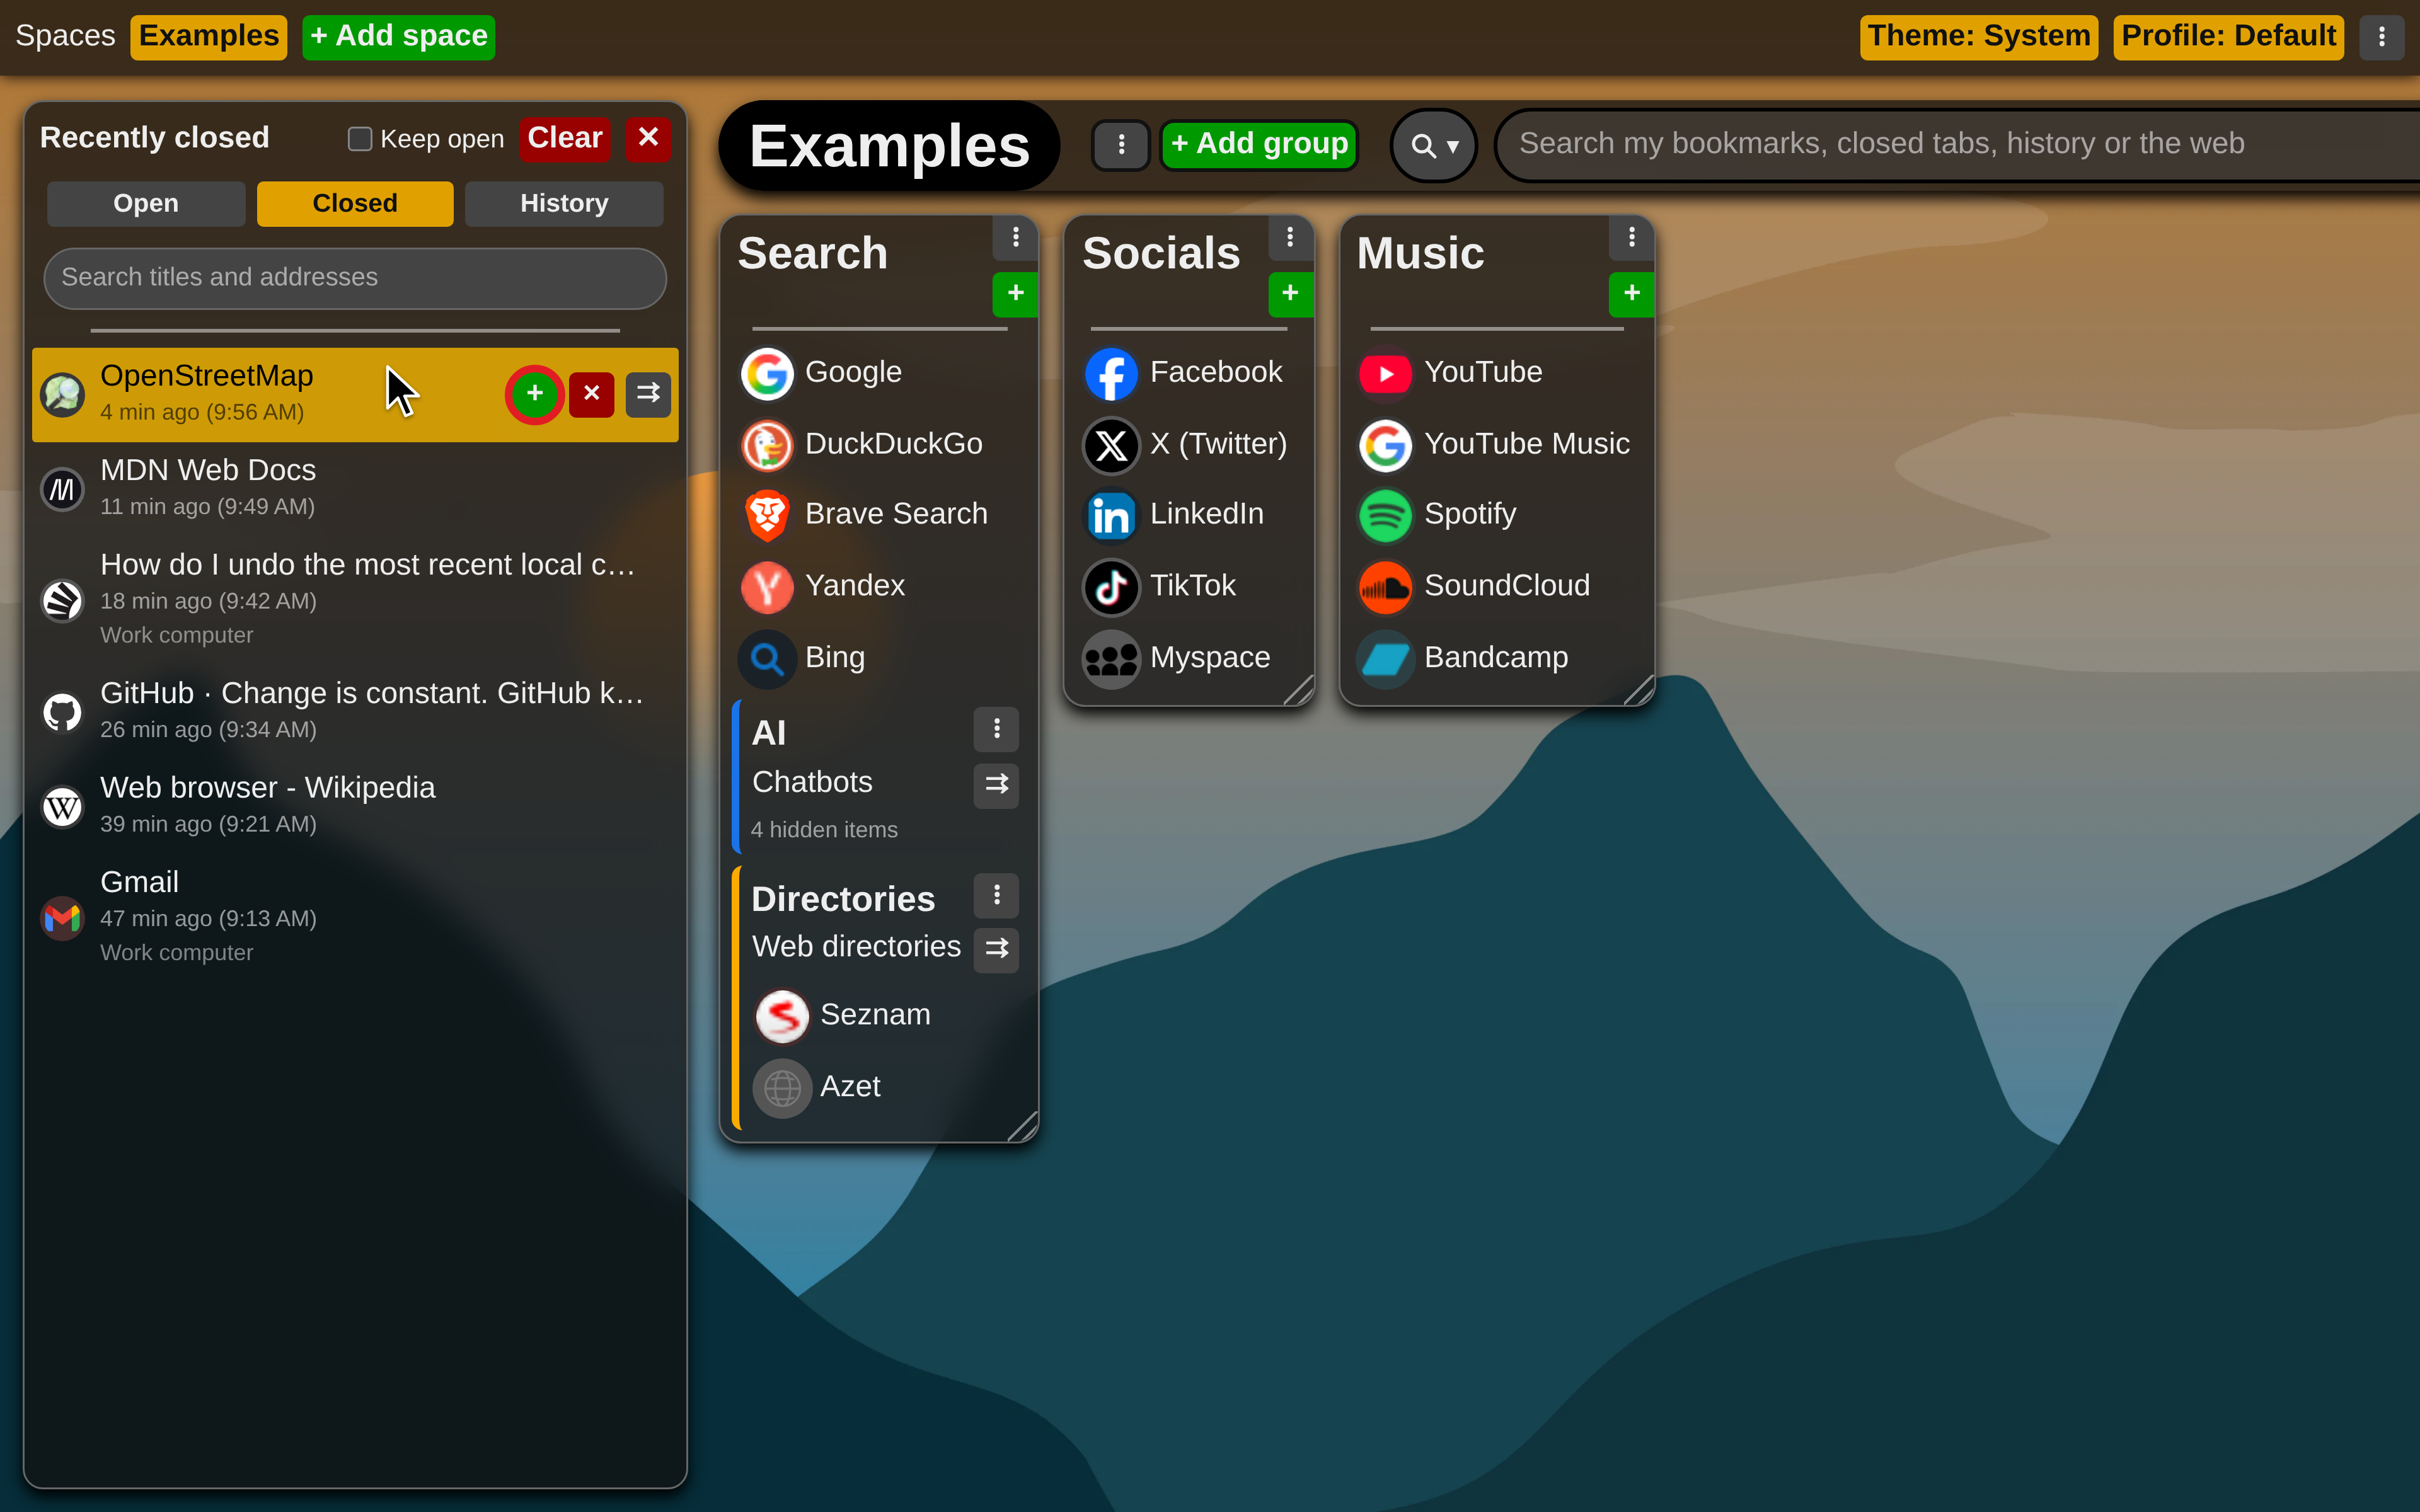 Spaces Examples + Add space Theme: System Profile: Default
Recently closed Keep open Clear ×
Open Closed History
Search titles and addresses
OpenStreetMap
4 min ago (9:56 AM)
MDN Web Docs
11 min ago (9:49 AM)
How do I undo the most recent local c…
18 min ago (9:42 AM)
Work computer
GitHub · Change is constant. GitHub k…
26 min ago (9:34 AM)
Web browser - Wikipedia
39 min ago (9:21 AM)
Gmail
47 min ago (9:13 AM)
Work computer
Examples + Add group Search my bookmarks, closed tabs, history or the web
Search
Google
DuckDuckGo
Brave Search
Yandex
Bing
AI
Chatbots
4 hidden items
Directories
Web directories
Seznam
Azet
Socials
Facebook
X (Twitter)
LinkedIn
TikTok
Myspace
Music
YouTube
YouTube Music
Spotify
SoundCloud
Bandcamp